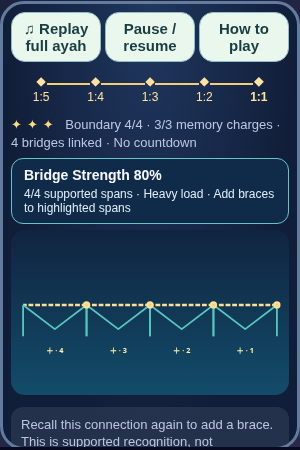 ♫ Replay full ayah
Pause / resume
How to play
1:5 1:4 1:3 1:2 1:1
✦ ✦ ✦ Boundary 4/4 · 3/3 memory charges ·
4 bridges linked · No countdown
Bridge Strength 80%
4/4 supported spans · Heavy load · Add braces
to highlighted spans
+ · 4 + · 3 + · 2 + · 1
Recall this connection again to add a brace.
This is supported recognition, not